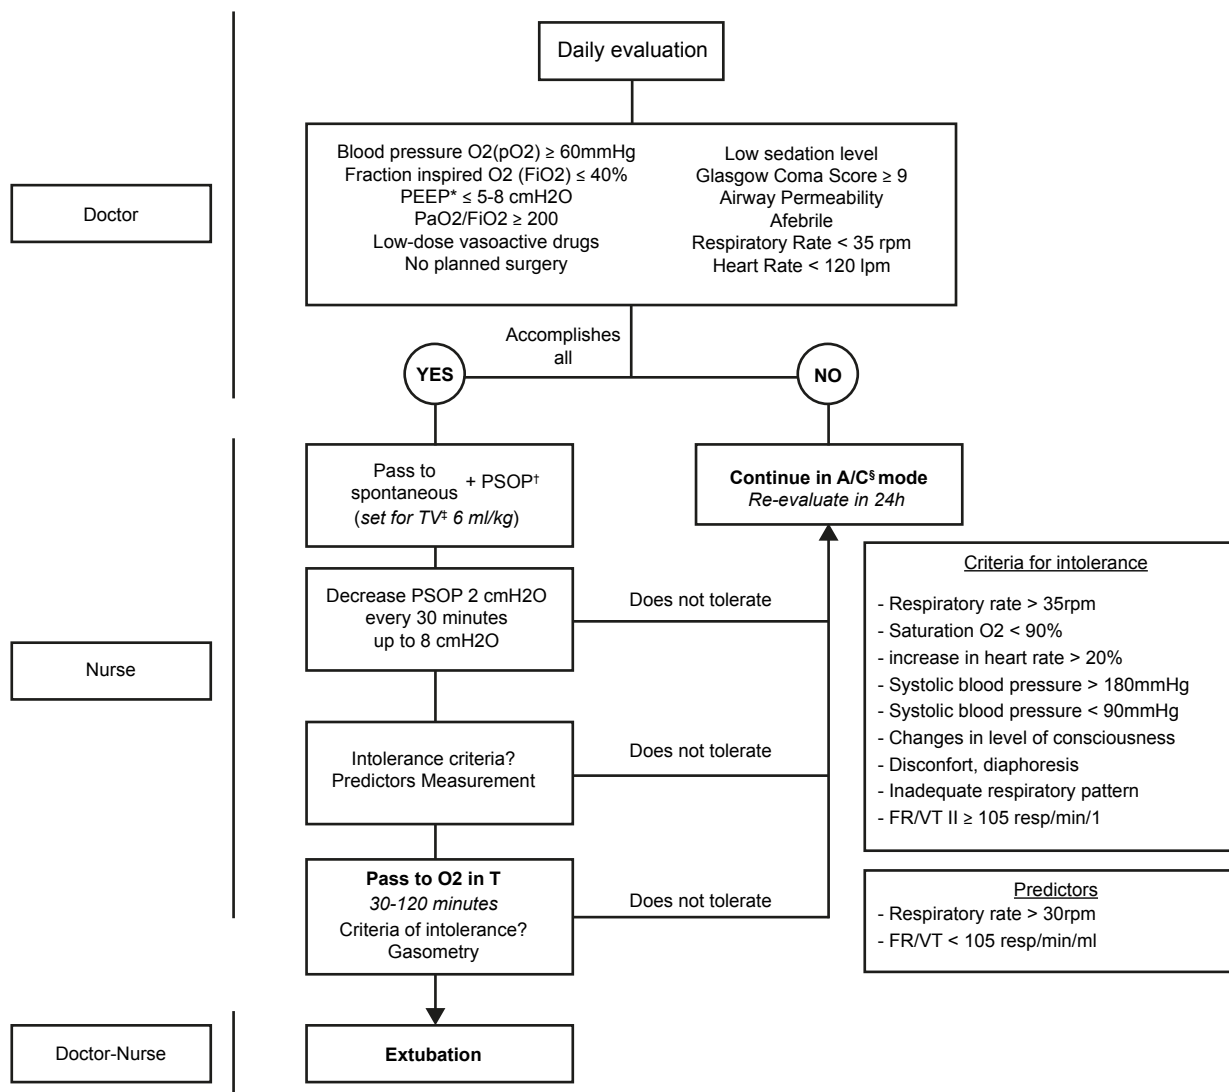 Daily evaluation
Doctor
Blood pressure O2(pO2) ≥ 60mmHg
Fraction inspired O2 (FiO2) ≤ 40%
PEEP* ≤ 5-8 cmH2O
PaO2/FiO2 ≥ 200
Low-dose vasoactive drugs
No planned surgery
Low sedation level
Glasgow Coma Score ≥ 9
Airway Permeability
Afebrile
Respiratory Rate < 35 rpm
Heart Rate < 120 lpm
Accomplishes
all
YES
NO
Nurse
Pass to
spontaneous + PSOP†
(set for TV‡ 6 ml/kg)
Continue in A/C§ mode
Re-evaluate in 24h
Decrease PSOP 2 cmH2O
every 30 minutes
up to 8 cmH2O
Does not tolerate
Intolerance criteria?
Predictors Measurement
Does not tolerate
Pass to O2 in T
30-120 minutes
Criteria of intolerance?
Gasometry
Does not tolerate
Criteria for intolerance
- Respiratory rate > 35rpm
- Saturation O2 < 90%
- increase in heart rate > 20%
- Systolic blood pressure > 180mmHg
- Systolic blood pressure < 90mmHg
- Changes in level of consciousness
- Disconfort, diaphoresis
- Inadequate respiratory pattern
- FR/VT II ≥ 105 resp/min/1
Predictors
- Respiratory rate > 30rpm
- FR/VT < 105 resp/min/ml
Doctor-Nurse
Extubation